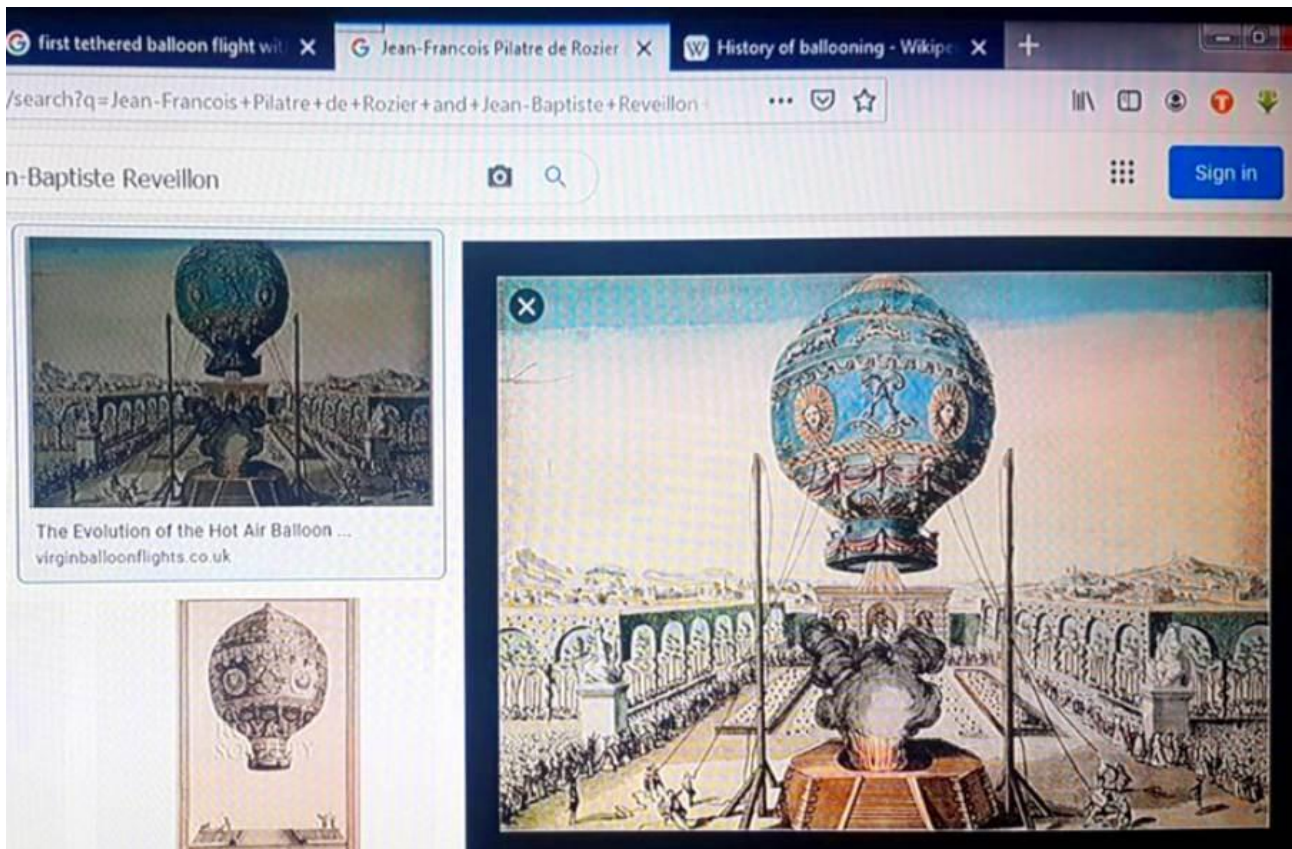 first tethered balloon flight wit
Jean-Francois Pilatre de Rozier
History of ballooning - Wikipe
/search?q=Jean-Francois+Pilatre+de+Rozier+and+Jean-Baptiste+Reveillon+
n-Baptiste Reveillon
Sign in
The Evolution of the Hot Air Balloon ...
virginballoonflights.co.uk